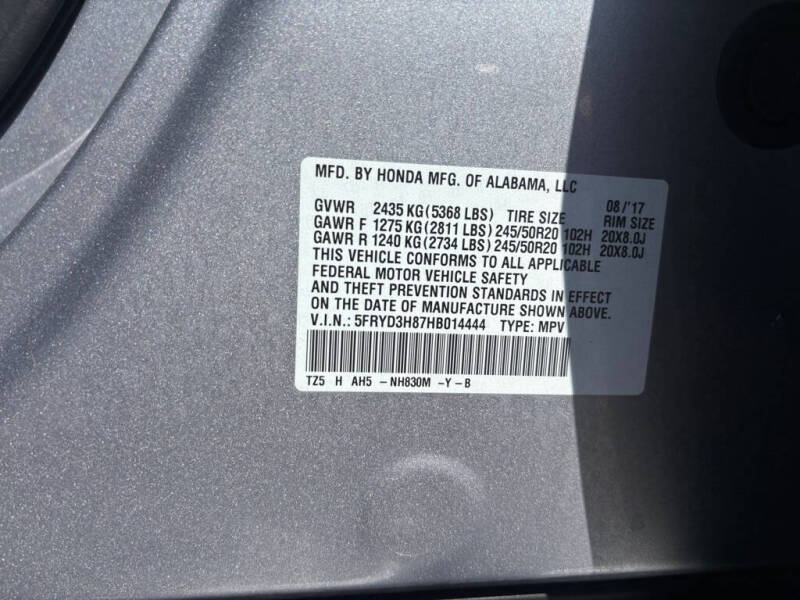 MFD. BY HONDA MFG. OF ALABAMA, LLC
08/'17
GVWR 2435 KG(5368 LBS) TIRE SIZE RIM SIZE
GAWR F 1275 KG(2811 LBS) 245/50R20 102H 20X8.0J
GAWR R 1240 KG(2734 LBS) 245/50R20 102H 20X8.0J
THIS VEHICLE CONFORMS TO ALL APPLICABLE
FEDERAL MOTOR VEHICLE SAFETY
AND THEFT PREVENTION STANDARDS IN EFFECT
ON THE DATE OF MANUFACTURE SHOWN ABOVE.
V.I.N.: 5FRYD3H87HB014444 TYPE: MPV
TZ5 H AH5 -NH830M -Y-B